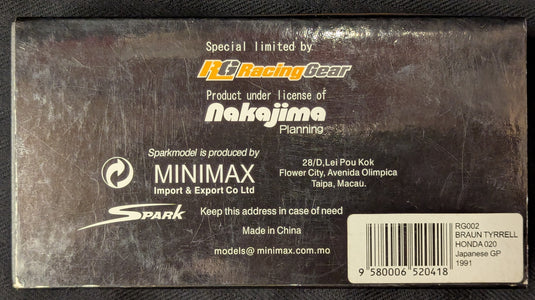 Special limited by
RG RacingGear
Product under license of
nakajima
Planning
Sparkmodel is produced by
MINIMAX
Import & Export Co Ltd
28/D,Lei Pou Kok
Flower City, Avenida Olimpica
Taipa, Macau.
SPARK
Keep this address in case of need
Made in China
models@minimax.com.mo
RG002
BRAUN TYRRELL
HONDA 020
Japanese GP
1991
9 580006 520418